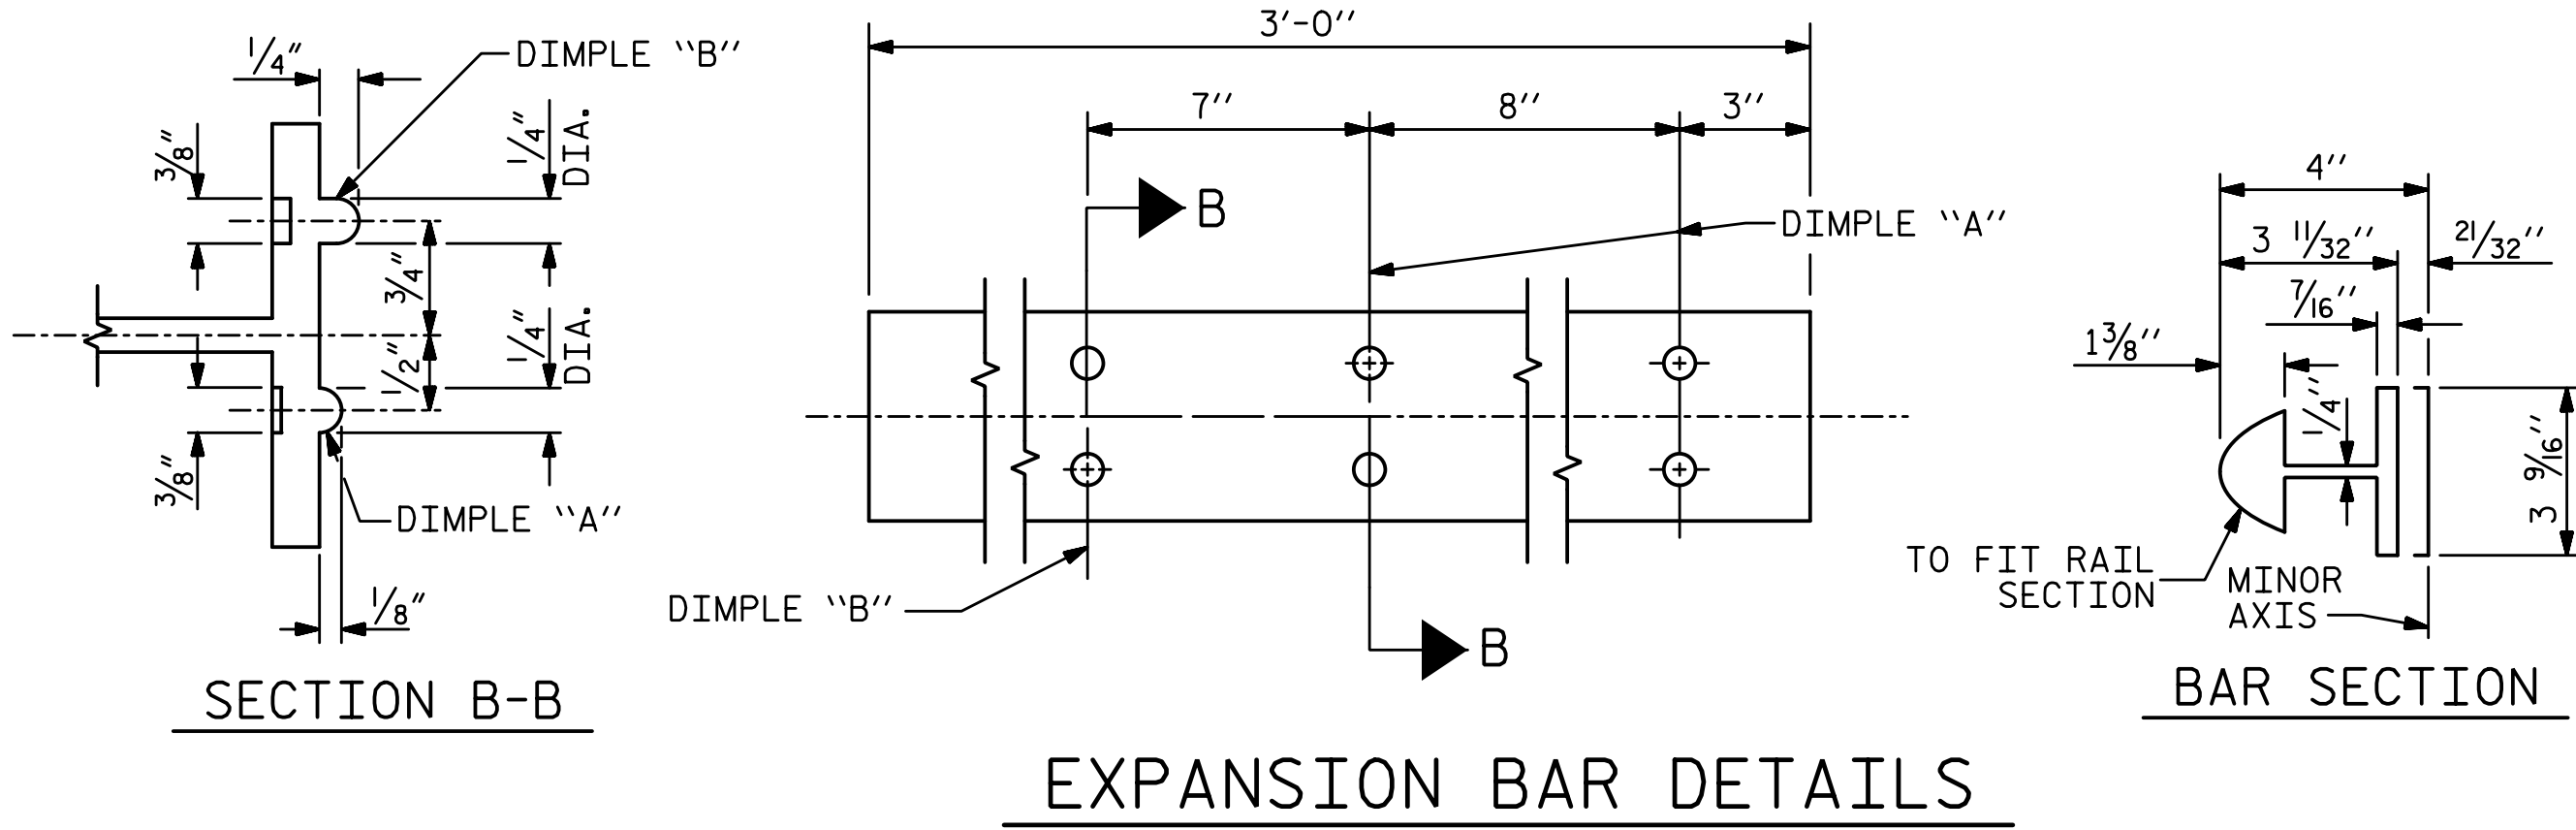 1/4"
DIMPLE "B"
3/8"
1/4"
DIA.
3/4"
1/4"
DIA.
1/2"
3/8"
DIMPLE "A"
1/8"
SECTION B-B
3'-0"
7"
8"
3"
B
DIMPLE "A"
DIMPLE "B"
B
EXPANSION BAR DETAILS
4"
3 11/32"
21/32"
7/16"
1 3/8"
1/4"
3 9/16"
TO FIT RAIL
SECTION
MINOR
AXIS
BAR SECTION